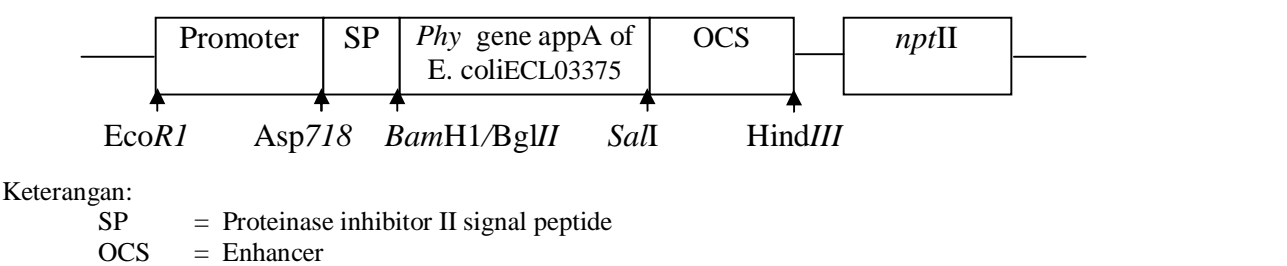 Promoter SP Phy gene appA of OCS nptII
E. coliECL03375
EcoR1 Asp718 BamH1/BglII SalI HindIII
Keterangan:
SP = Proteinase inhibitor II signal peptide
OCS = Enhancer